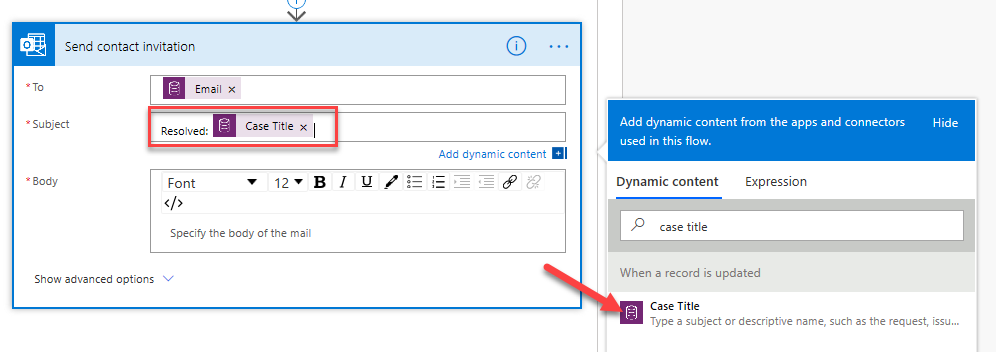 Send contact invitation
* To
Email ×
* Subject
Resolved: Case Title ×
Add dynamic content
* Body
Font 12 B I U
</>
Specify the body of the mail
Show advanced options
Add dynamic content from the apps and connectors
used in this flow.
Hide
Dynamic content Expression
case title
When a record is updated
Case Title
Type a subject or descriptive name, such as the request, issu...